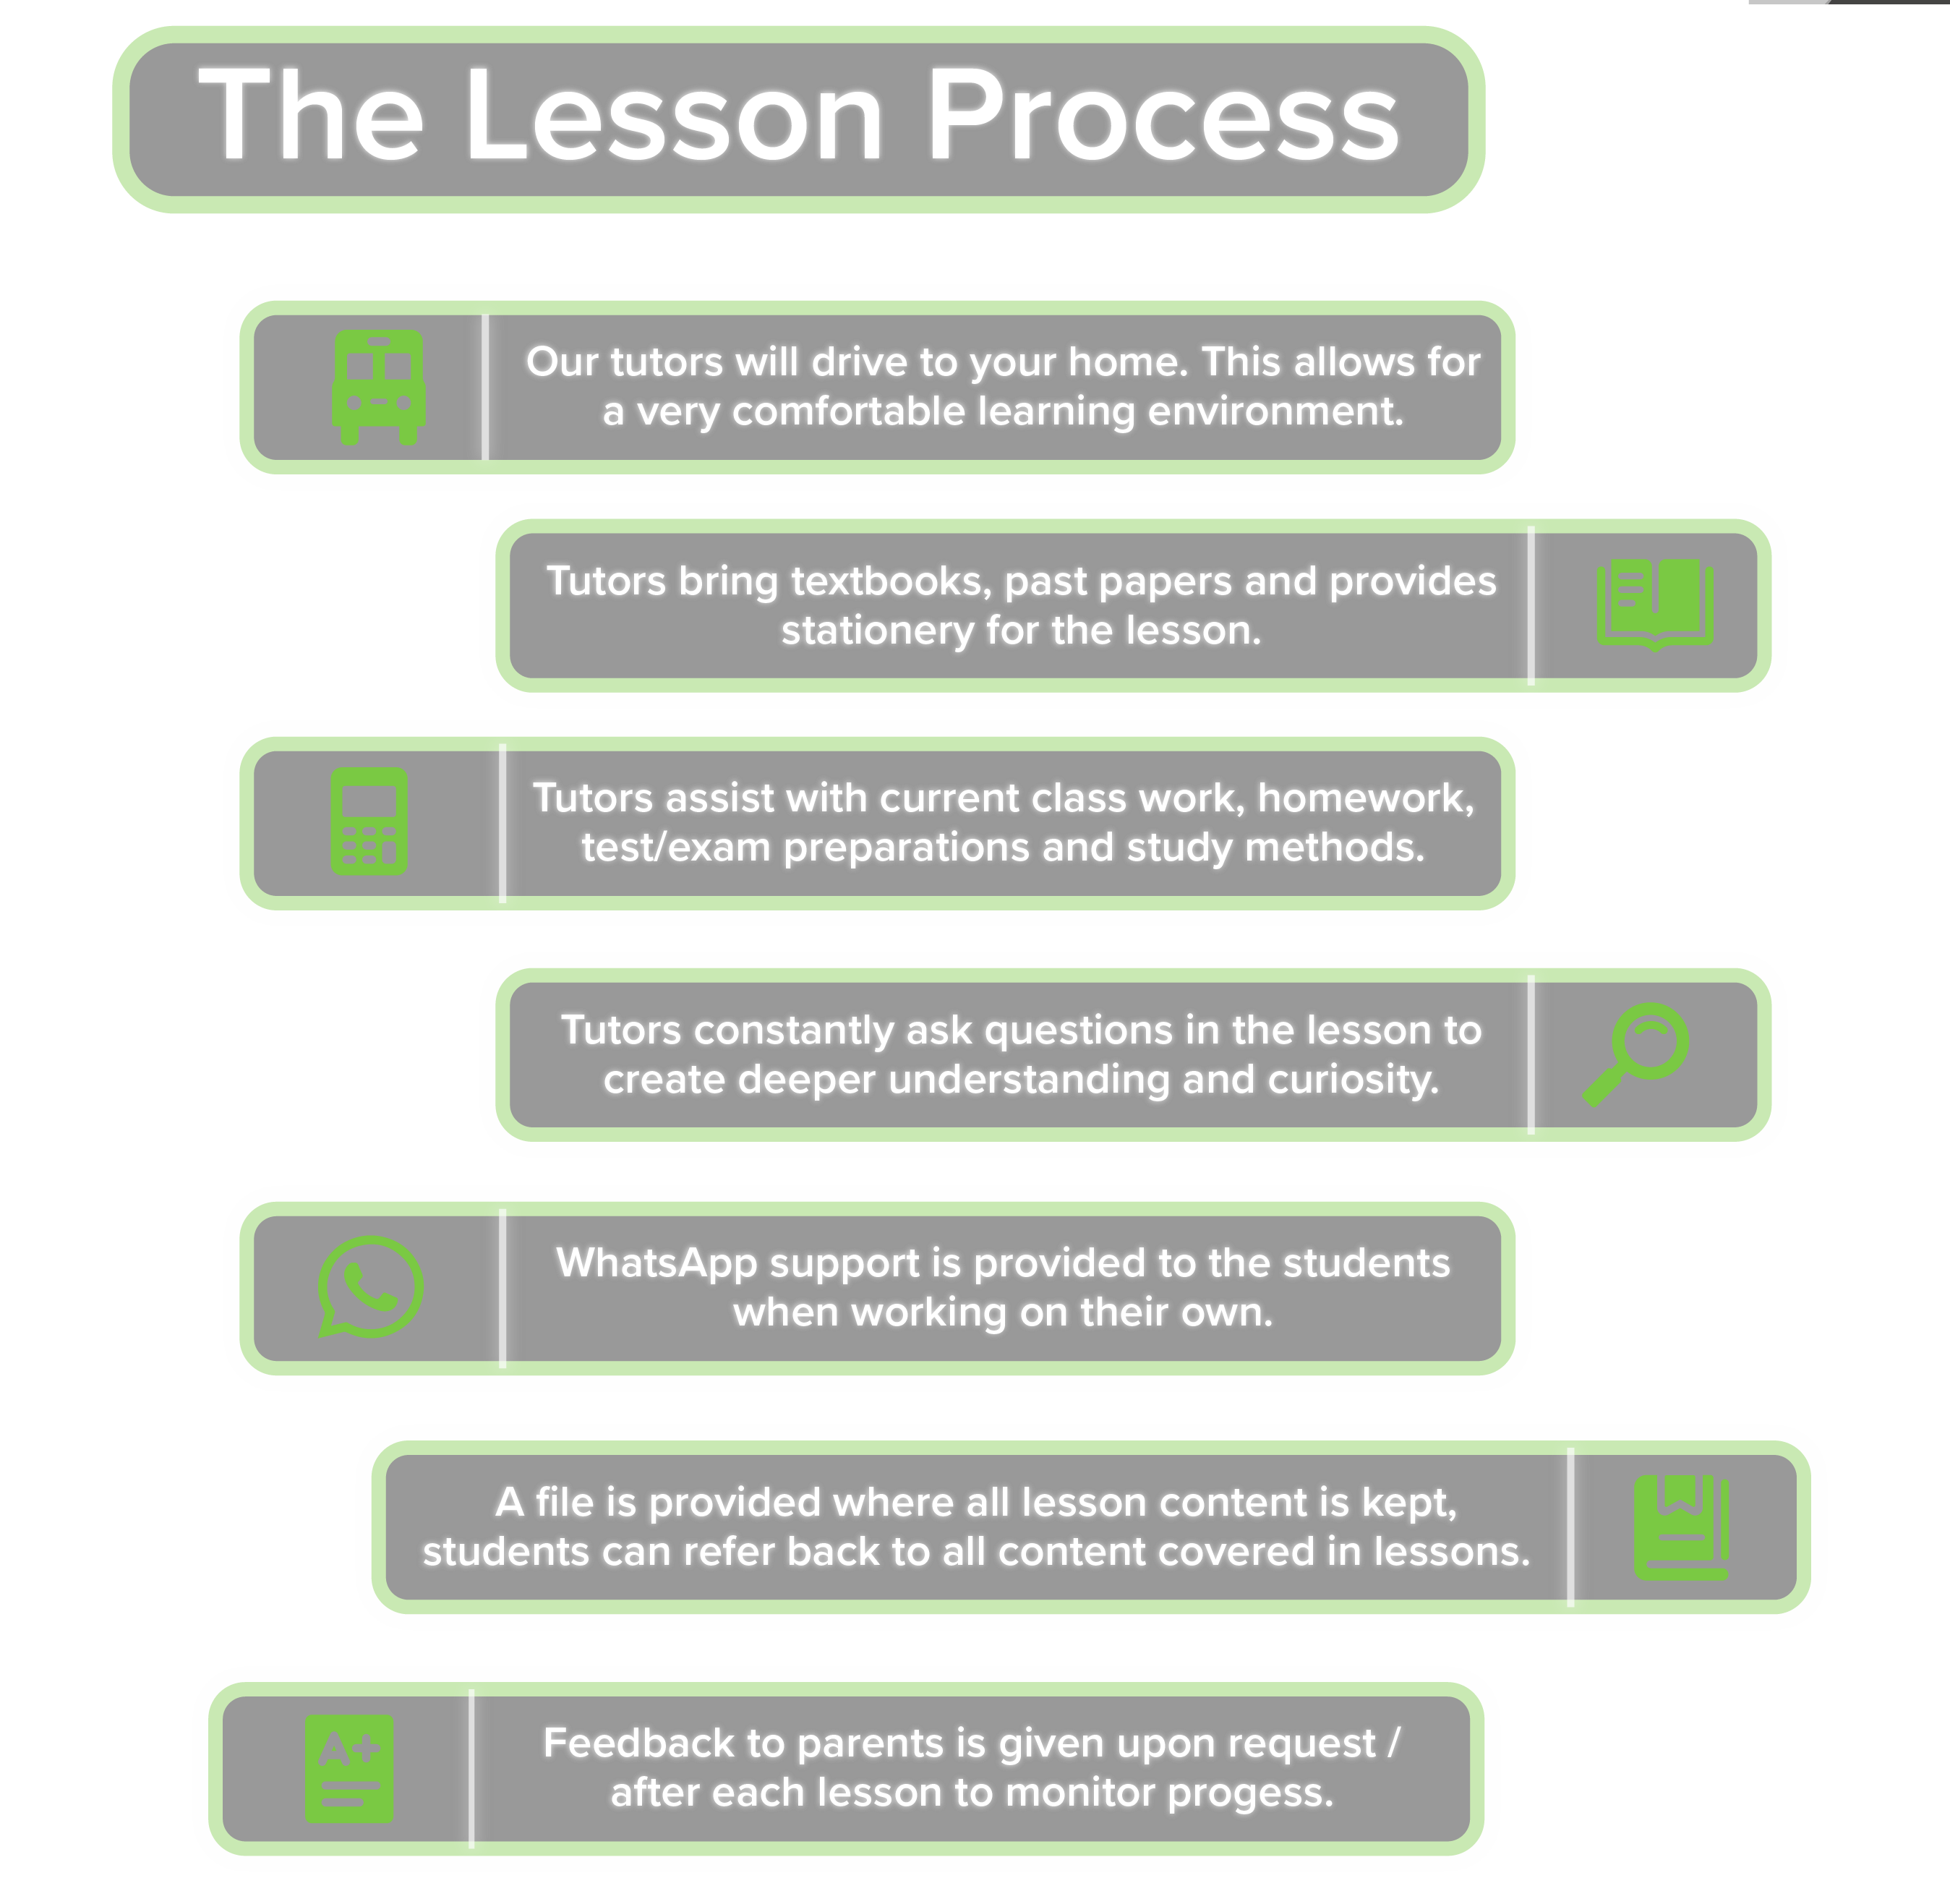 The Lesson Process
Our tutors will drive to your home. This allows for
a very comfortable learning environment.
Tutors bring textbooks, past papers and provides
stationery for the lesson.
Tutors assist with current class work, homework,
test/exam preparations and study methods.
Tutors constantly ask questions in the lesson to
create deeper understanding and curiosity.
WhatsApp support is provided to the students
when working on their own.
A file is provided where all lesson content is kept,
students can refer back to all content covered in lessons.
A+
Feedback to parents is given upon request /
after each lesson to monitor progess.